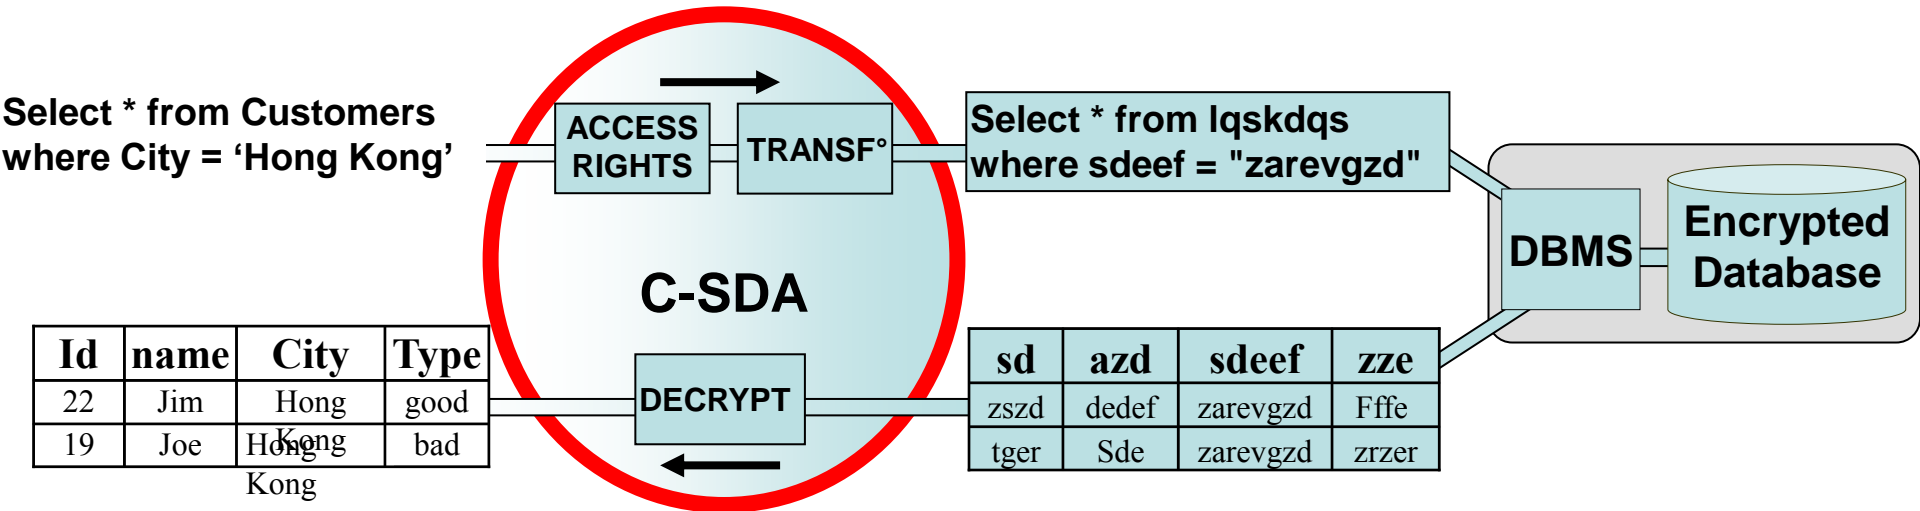 Select * from Customers
where City = ‘Hong Kong’
ACCESS
RIGHTS
TRANSF°
Select * from lqskdqs
where sdeef = "zarevgzd"
DBMS
Encrypted
Database
C-SDA
DECRYPT
Id name City Type
22 Jim Hong Kong good
19 Joe Hong Kong bad
sd azd sdeef zze
zszd dedef zarevgzd Fffe
tger Sde zarevgzd zrzer